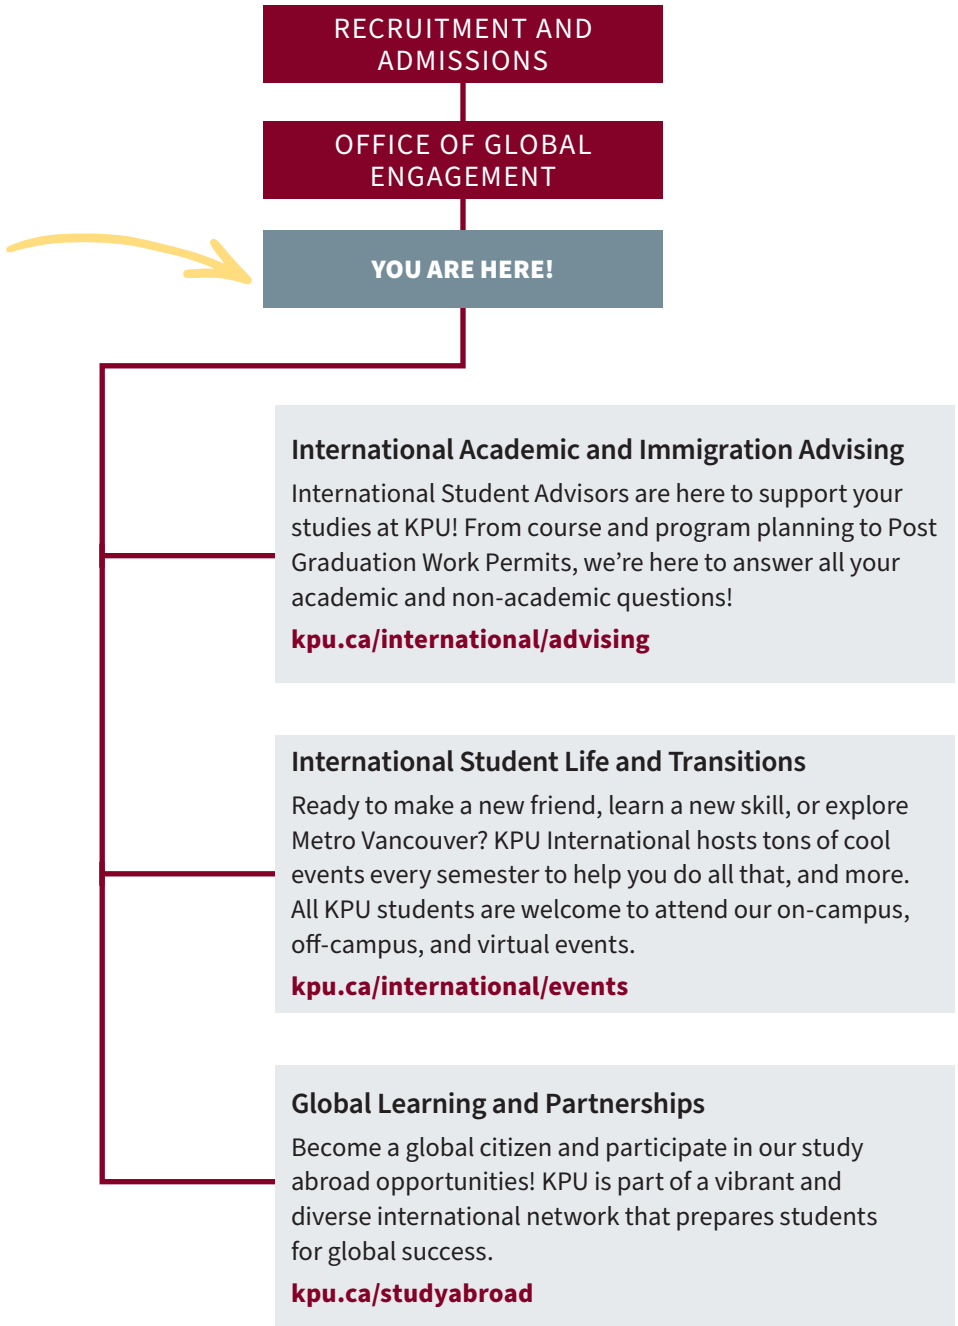 RECRUITMENT AND
ADMISSIONS
OFFICE OF GLOBAL
ENGAGEMENT
YOU ARE HERE!
International Academic and Immigration Advising
International Student Advisors are here to support your
studies at KPU! From course and program planning to Post
Graduation Work Permits, we’re here to answer all your
academic and non-academic questions!
kpu.ca/international/advising
International Student Life and Transitions
Ready to make a new friend, learn a new skill, or explore
Metro Vancouver? KPU International hosts tons of cool
events every semester to help you do all that, and more.
All KPU students are welcome to attend our on-campus,
off-campus, and virtual events.
kpu.ca/international/events
Global Learning and Partnerships
Become a global citizen and participate in our study
abroad opportunities! KPU is part of a vibrant and
diverse international network that prepares students
for global success.
kpu.ca/studyabroad